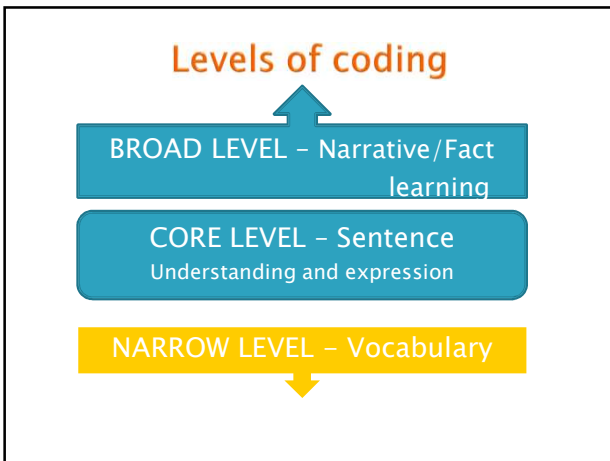 Levels of coding
BROAD LEVEL – Narrative/Fact
learning
CORE LEVEL – Sentence
Understanding and expression
NARROW LEVEL – Vocabulary